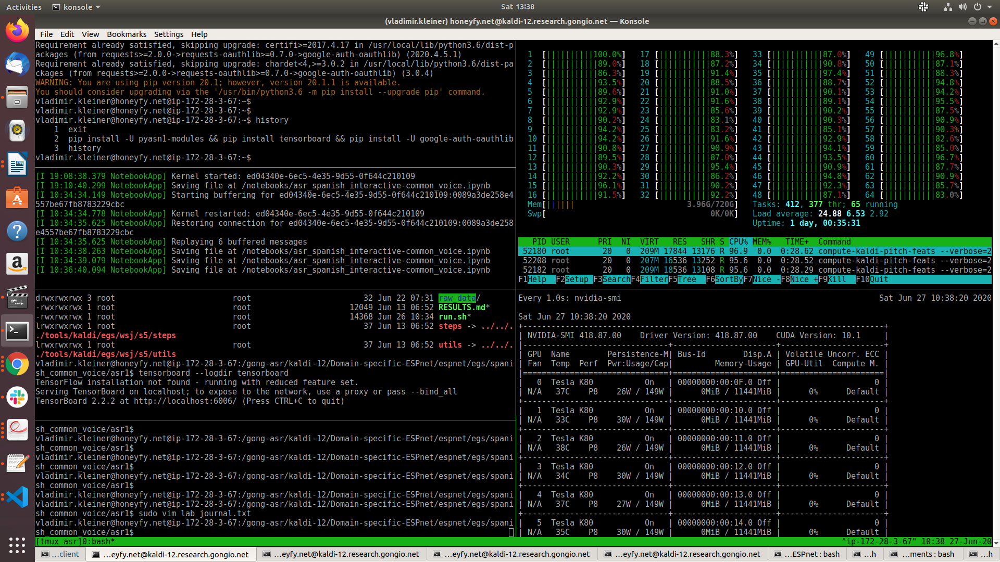 Activities
konsole
Sat 13:38
(vladimir.kleiner) honeyfy.net@kaldi-12.research.gongio.net — Konsole
File Edit View Bookmarks Settings Help
Requirement already satisfied, skipping upgrade: certifi>=2017.4.17 in /usr/local/lib/python3.6/dist-p
ackages (from requests>=2.0.0->requests-oauthlib>=0.7.0->google-auth-oauthlib) (2020.4.5.1)
Requirement already satisfied, skipping upgrade: chardet<4,>=3.0.2 in /usr/local/lib/python3.6/dist-pa
ckages (from requests>=2.0.0->requests-oauthlib>=0.7.0->google-auth-oauthlib) (3.0.4)
WARNING: You are using pip version 20.1; however, version 20.1.1 is available.
You should consider upgrading via the '/usr/bin/python3.6 -m pip install --upgrade pip' command.
vladimir.kleiner@honeyfy.net@ip-172-28-3-67:~$
vladimir.kleiner@honeyfy.net@ip-172-28-3-67:~$
vladimir.kleiner@honeyfy.net@ip-172-28-3-67:~$ history
1 exit
2 pip install -U pyasn1-modules && pip install tensorboard && pip install -U google-auth-oauthlib
3 history
vladimir.kleiner@honeyfy.net@ip-172-28-3-67:~$
[I 19:08:38.379 NotebookApp] Kernel started: ed04340e-6ec5-4e35-9d55-0f644c210109
[I 19:10:40.299 NotebookApp] Saving file at /notebooks/asr_spanish_interactive-common_voice.ipynb
[I 10:34:34.149 NotebookApp] Starting buffering for ed04340e-6ec5-4e35-9d55-0f644c210109:0089a3de258e4
557be67fb8783229cbc
[I 10:34:34.778 NotebookApp] Kernel restarted: ed04340e-6ec5-4e35-9d55-0f644c210109
[I 10:34:35.625 NotebookApp] Restoring connection for ed04340e-6ec5-4e35-9d55-0f644c210109:0089a3de258
e4557be67fb8783229cbc
[I 10:34:35.625 NotebookApp] Replaying 6 buffered messages
[I 10:34:38.263 NotebookApp] Saving file at /notebooks/asr_spanish_interactive-common_voice.ipynb
[I 10:34:39.079 NotebookApp] Saving file at /notebooks/asr_spanish_interactive-common_voice.ipynb
[I 10:36:40.094 NotebookApp] Saving file at /notebooks/asr_spanish_interactive-common_voice.ipynb
drwxrwxrwx 3 root root 32 Jun 22 07:31 raw_data/
-rwxrwxrwx 1 root root 12049 Jun 13 06:52 RESULTS.md*
-rwxrwxrwx 1 root root 14368 Jun 26 10:34 run.sh*
lrwxrwxrwx 1 root root 37 Jun 13 06:52 steps -> ../../.
./tools/kaldi/egs/wsj/s5/steps
lrwxrwxrwx 1 root root 37 Jun 13 06:52 utils -> ../../.
./tools/kaldi/egs/wsj/s5/utils
vladimir.kleiner@honeyfy.net@ip-172-28-3-67:/gong-asr/kaldi-12/Domain-specific-ESPnet/espnet/egs/spani
sh_common_voice/asr1$ tensorboard --logdir tensorboard
TensorFlow installation not found - running with reduced feature set.
Serving TensorBoard on localhost; to expose to the network, use a proxy or pass --bind_all
TensorBoard 2.2.2 at http://localhost:6006/ (Press CTRL+C to quit)
sh_common_voice/asr1$
vladimir.kleiner@honeyfy.net@ip-172-28-3-67:/gong-asr/kaldi-12/Domain-specific-ESPnet/espnet/egs/spani
sh_common_voice/asr1$
vladimir.kleiner@honeyfy.net@ip-172-28-3-67:/gong-asr/kaldi-12/Domain-specific-ESPnet/espnet/egs/spani
sh_common_voice/asr1$
vladimir.kleiner@honeyfy.net@ip-172-28-3-67:/gong-asr/kaldi-12/Domain-specific-ESPnet/espnet/egs/spani
sh_common_voice/asr1$
vladimir.kleiner@honeyfy.net@ip-172-28-3-67:/gong-asr/kaldi-12/Domain-specific-ESPnet/espnet/egs/spani
vladimir.kleiner@honeyfy.net@ip-172-28-3-67:/gong-asr/kaldi-12/Domain-specific-ESPnet/espnet/egs/spani
sh_common_voice/asr1$ sudo vim lab_journal.txt
vladimir.kleiner@honeyfy.net@ip-172-28-3-67:/gong-asr/kaldi-12/Domain-specific-ESPnet/espnet/egs/spani
sh_common_voice/asr1$
1 [||||||||||100.0%] 17 [|||||||||||88.3%] 33 [|||||||||||87.0%] 49 [|||||||||||96.8%]
2 [|||||||||||89.0%] 18 [|||||||||||87.2%] 34 [|||||||||||90.8%] 50 [|||||||||||87.1%]
3 [|||||||||||86.3%] 19 [|||||||||||91.4%] 35 [|||||||||||97.4%] 51 [|||||||||||88.3%]
4 [|||||||||||93.5%] 20 [|||||||||||88.5%] 36 [|||||||||||88.7%] 52 [|||||||||||94.8%]
5 [|||||||||||89.6%] 21 [|||||||||||91.0%] 37 [|||||||||||90.1%] 53 [|||||||||||94.2%]
6 [|||||||||||92.9%] 22 [|||||||||||91.6%] 38 [|||||||||||89.1%] 54 [|||||||||||95.5%]
7 [|||||||||||92.9%] 23 [|||||||||||85.6%] 39 [|||||||||||90.2%] 55 [|||||||||||87.5%]
8 [|||||||||||90.2%] 24 [|||||||||||83.1%] 40 [|||||||||||90.3%] 56 [|||||||||||90.9%]
9 [|||||||||||94.2%] 25 [|||||||||||83.2%] 41 [|||||||||||85.1%] 57 [|||||||||||90.3%]
10 [|||||||||||94.2%] 26 [|||||||||||91.6%] 42 [|||||||||||92.9%] 58 [|||||||||||82.6%]
11 [|||||||||||90.8%] 27 [|||||||||||90.9%] 43 [|||||||||||94.1%] 59 [|||||||||||85.0%]
12 [|||||||||||89.5%] 28 [|||||||||||87.0%] 44 [|||||||||||93.5%] 60 [|||||||||||96.7%]
13 [|||||||||||90.3%] 29 [|||||||||||95.4%] 45 [|||||||||||90.9%] 61 [|||||||||||87.7%]
14 [|||||||||||92.2%] 30 [|||||||||||86.2%] 46 [|||||||||||94.8%] 62 [|||||||||||90.9%]
15 [|||||||||||96.1%] 31 [|||||||||||90.2%] 47 [|||||||||||92.3%] 63 [|||||||||||85.7%]
16 [|||||||||||91.5%] 32 [|||||||||||92.2%] 48 [|||||||||||87.1%] 64 [|||||||||||83.0%]
Mem[|||||| 3.96G/720G] Tasks: 412, 377 thr; 65 running
Swp[ 0K/0K] Load average: 24.88 6.53 2.92
Uptime: 1 day, 00:35:31
PID USER PRI NI VIRT RES SHR S CPU% MEM% TIME+ Command
52180 root 20 0 209M 17844 13176 R 96.9 0.0 0:28.62 compute-kaldi-pitch-feats --verbose=2
52208 root 20 0 207M 16536 13252 R 95.6 0.0 0:28.52 compute-kaldi-pitch-feats --verbose=2
52182 root 20 0 209M 18536 13108 R 95.6 0.0 0:28.29 compute-kaldi-pitch-feats --verbose=2
F1Help F2Setup F3SearchF4FilterF5Tree F6SortByF7Nice -F8Nice +F9Kill F10Quit
Every 1.0s: nvidia-smi Sat Jun 27 10:38:20 2020
Sat Jun 27 10:38:20 2020
+-----------------------------------------------------------------------------+
| NVIDIA-SMI 418.87.00 Driver Version: 418.87.00 CUDA Version: 10.1 |
|-------------------------------+----------------------+----------------------+
| GPU Name Persistence-M| Bus-Id Disp.A | Volatile Uncorr. ECC |
| Fan Temp Perf Pwr:Usage/Cap| Memory-Usage | GPU-Util Compute M. |
|===============================+======================+======================|
| 0 Tesla K80 On | 00000000:00:0F.0 Off | 0 |
| N/A 37C P8 26W / 149W | 0MiB / 11441MiB | 0% Default |
+-------------------------------+----------------------+----------------------+
| 1 Tesla K80 On | 00000000:00:10.0 Off | 0 |
| N/A 33C P8 30W / 149W | 0MiB / 11441MiB | 0% Default |
+-------------------------------+----------------------+----------------------+
| 2 Tesla K80 On | 00000000:00:11.0 Off | 0 |
| N/A 38C P8 26W / 149W | 0MiB / 11441MiB | 0% Default |
+-------------------------------+----------------------+----------------------+
| 3 Tesla K80 On | 00000000:00:12.0 Off | 0 |
| N/A 34C P8 30W / 149W | 0MiB / 11441MiB | 0% Default |
+-------------------------------+----------------------+----------------------+
| 4 Tesla K80 On | 00000000:00:13.0 Off | 0 |
| N/A 37C P8 27W / 149W | 0MiB / 11441MiB | 0% Default |
+-------------------------------+----------------------+----------------------+
| 5 Tesla K80 On | 00000000:00:14.0 Off | 0 |
| N/A 35C P8 30W / 149W | 0MiB / 11441MiB | 0% Default |
[tmux_asr]0:bash* "ip-172-28-3-67" 10:38 27-Jun-20
…client
…eyfy.net@kaldi-12.research.gongio.net
…eyfy.net@kaldi-12.research.gongio.net
…eyfy.net@kaldi-12.research.gongio.net
…eyfy.net@kaldi-12.research.gongio.net
…ESPnet : bash
…h
…ments : bash
…h